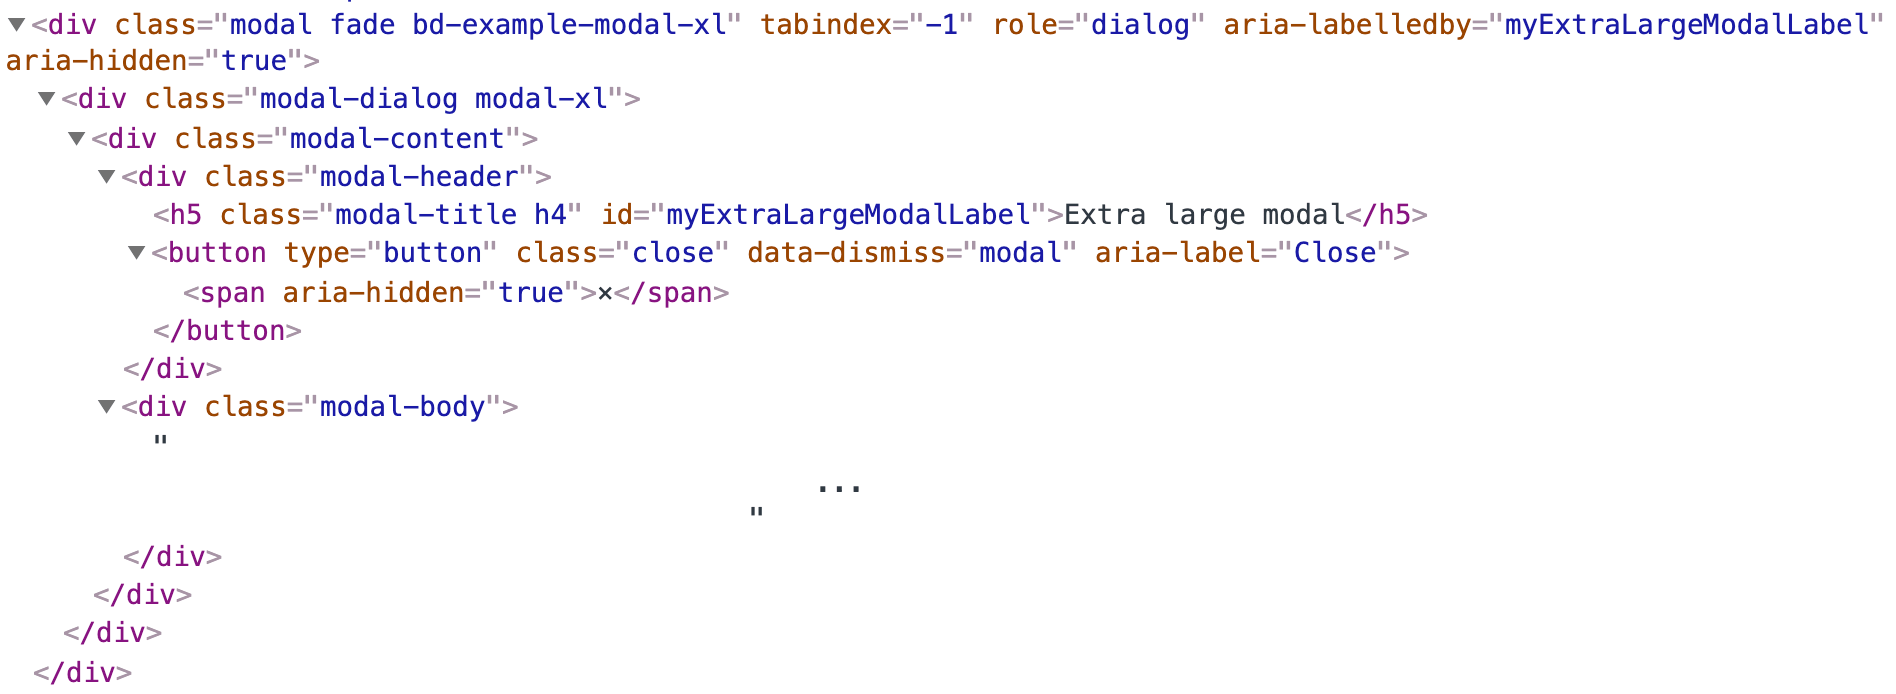 <div class="modal fade bd-example-modal-xl" tabindex="-1" role="dialog" aria-labelledby="myExtraLargeModalLabel"
aria-hidden="true">
<div class="modal-dialog modal-xl">
<div class="modal-content">
<div class="modal-header">
<h5 class="modal-title h4" id="myExtraLargeModalLabel">Extra large modal</h5>
<button type="button" class="close" data-dismiss="modal" aria-label="Close">
<span aria-hidden="true">×</span>
</button>
</div>
<div class="modal-body">
"
...
"
</div>
</div>
</div>
</div>